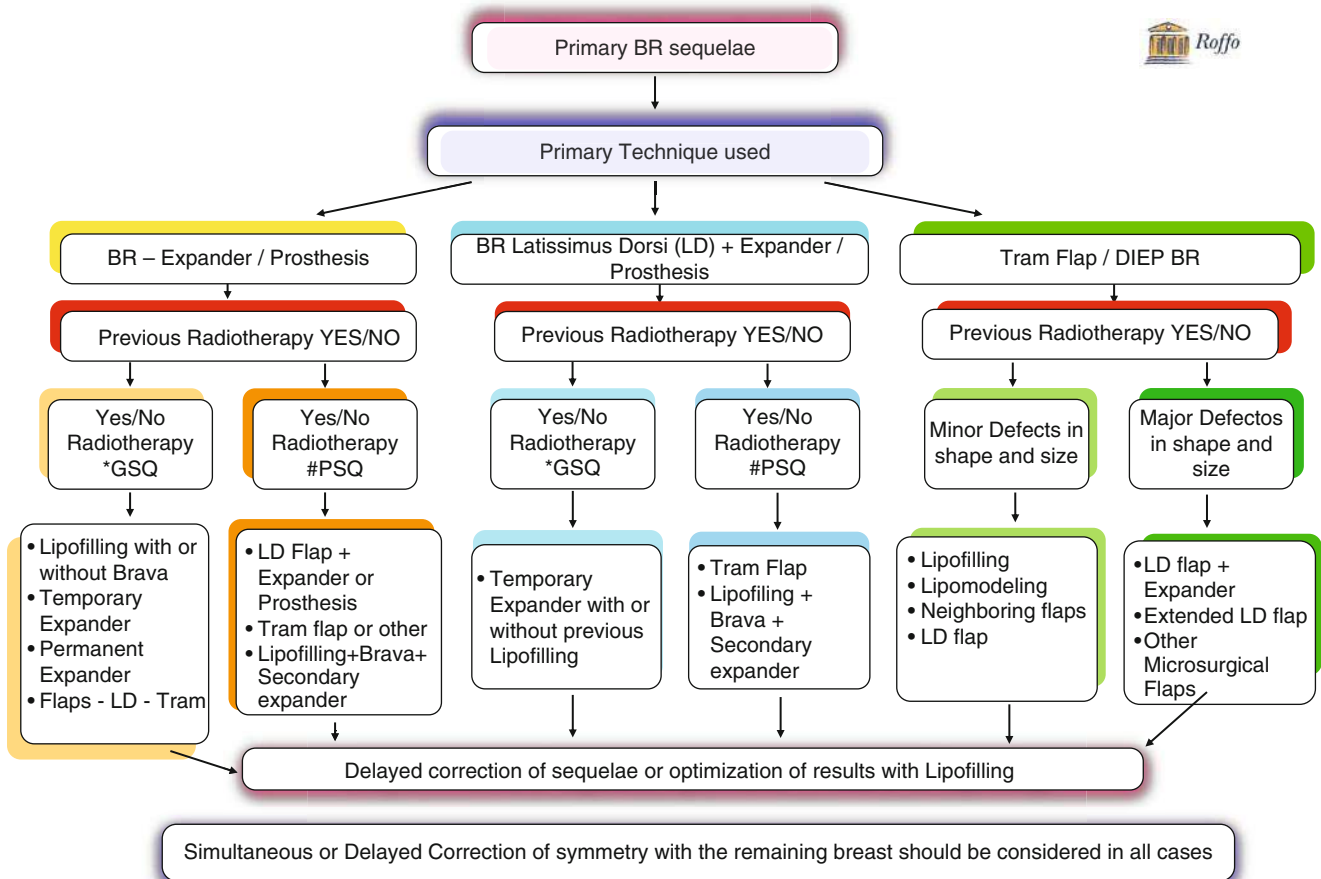 Primary BR sequelae
Roffo
Primary Technique used
BR – Expander / Prosthesis
BR Latissimus Dorsi (LD) + Expander /
Prosthesis
Tram Flap / DIEP BR
Previous Radiotherapy YES/NO
Previous Radiotherapy YES/NO
Previous Radiotherapy YES/NO
Yes/No
Radiotherapy
*GSQ
Yes/No
Radiotherapy
#PSQ
Yes/No
Radiotherapy
*GSQ
Yes/No
Radiotherapy
#PSQ
Minor Defects in
shape and size
Major Defectos
in shape and
size
• Lipofilling with or
without Brava
• Temporary
Expander
• Permanent
Expander
• Flaps - LD - Tram
• LD Flap +
Expander or
Prosthesis
• Tram flap or other
• Lipofilling+Brava+
Secondary
expander
• Temporary
Expander with or
without previous
Lipofilling
• Tram Flap
• Lipofiling +
Brava +
Secondary
expander
• Lipofilling
• Lipomodeling
• Neighboring flaps
• LD flap
• LD flap +
Expander
• Extended LD flap
• Other
Microsurgical
Flaps
Delayed correction of sequelae or optimization of results with Lipofilling
Simultaneous or Delayed Correction of symmetry with the remaining breast should be considered in all cases